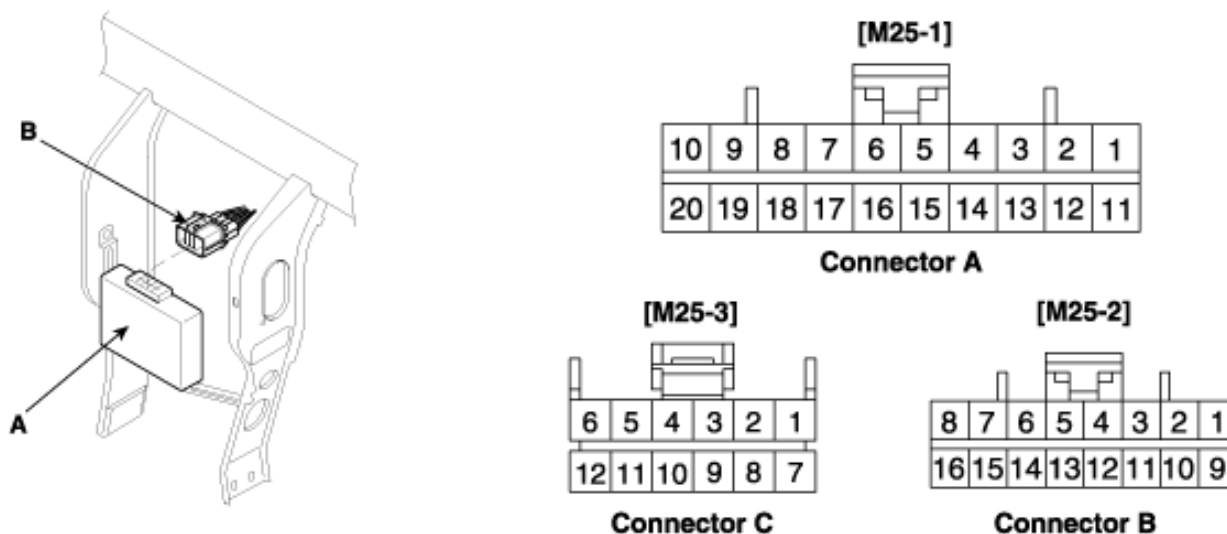 B
A
[M25-1]
10 9 8 7 6 5 4 3 2 1
20 19 18 17 16 15 14 13 12 11
Connector A
[M25-3]
6 5 4 3 2 1
12 11 10 9 8 7
Connector C
[M25-2]
8 7 6 5 4 3 2 1
16 15 14 13 12 11 10 9
Connector B